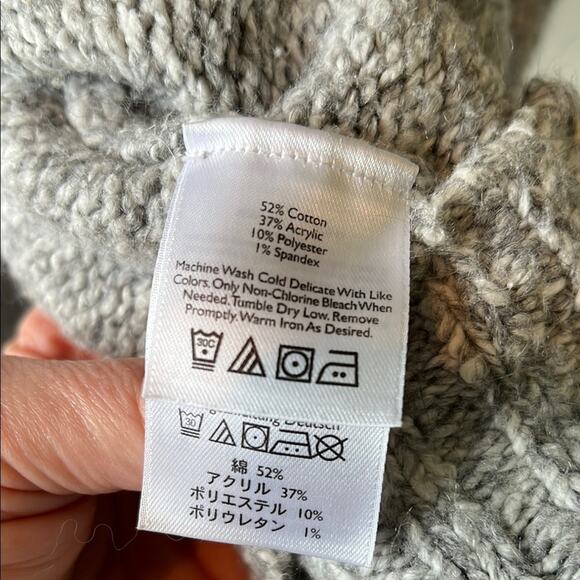 52% Cotton
37% Acrylic
10% Polyester
1% Spandex
Machine Wash Cold Delicate With Like
Colors. Only Non-Chlorine Bleach When
Needed. Tumble Dry Low. Remove
Promptly. Warm Iron As Desired.
30C
Deutsch
30
綿 52%
アクリル 37%
ポリエステル 10%
ポリウレタン 1%